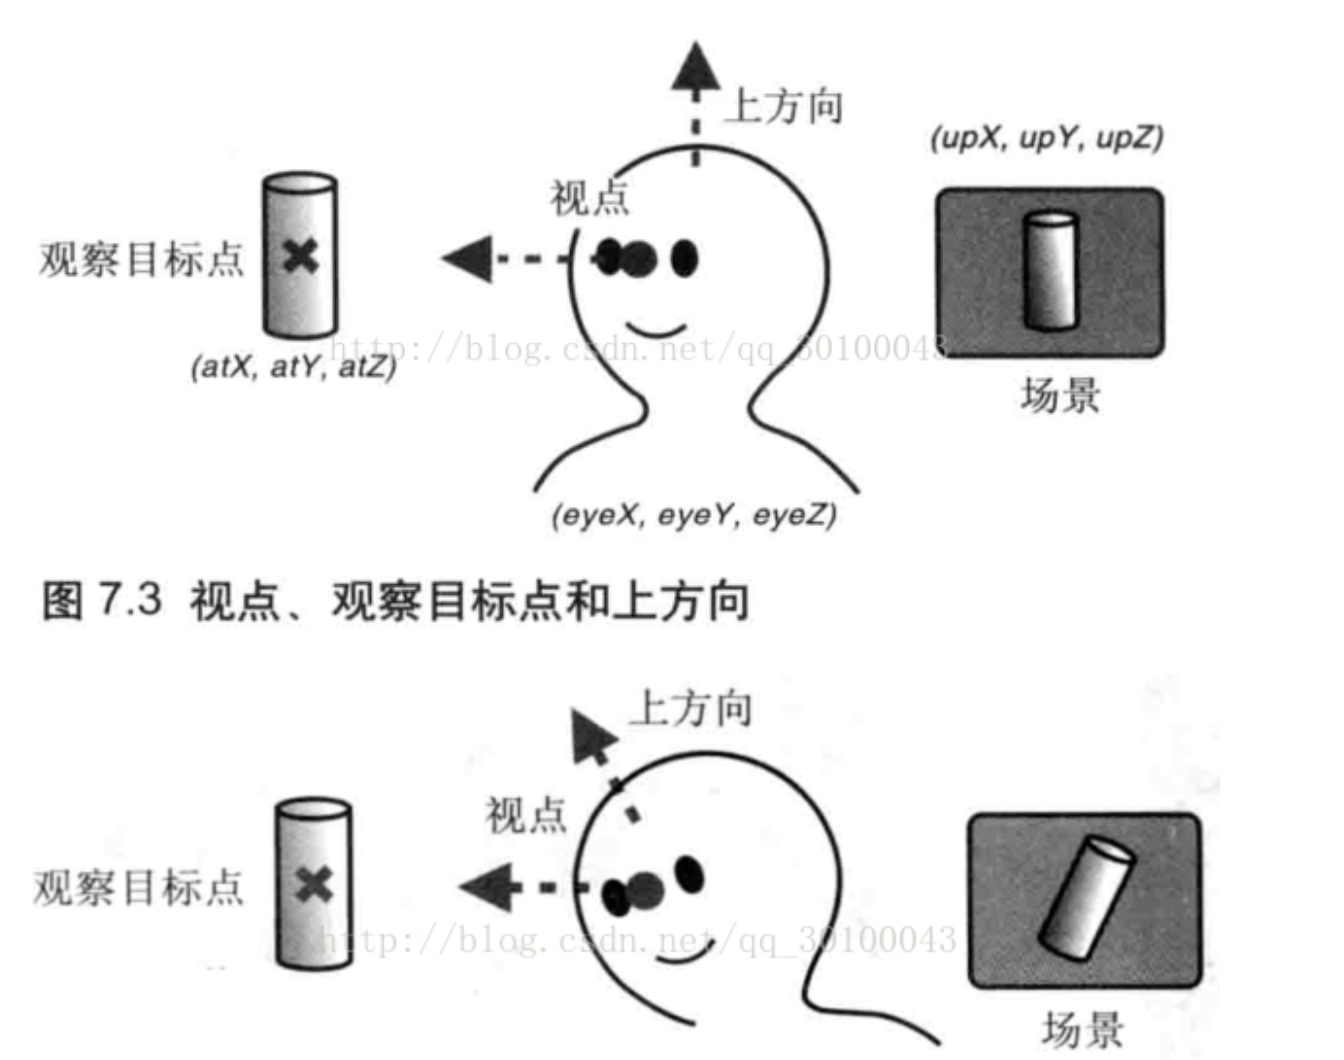 上方向
(upX, upY, upZ)
视点
观察目标点
http://blog.csdn.net/qq_30100043
(atX, atY, atZ)
场景
(eyeX, eyeY, eyeZ)
图 7.3 视点、观察目标点和上方向
上方向
视点
观察目标点
http://blog.csdn.net/qq_30100043
场景